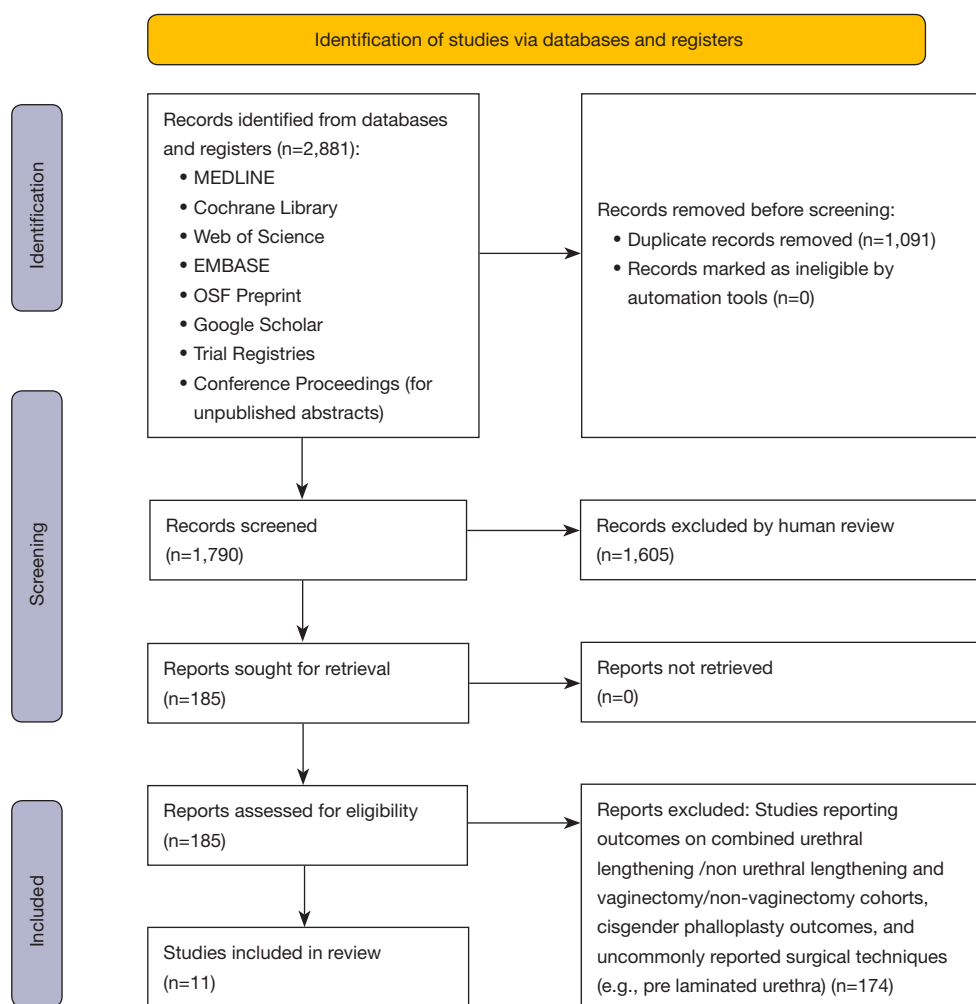 Identification of studies via databases and registers
Identification
Records identified from databases
and registers (n=2,881):
• MEDLINE
• Cochrane Library
• Web of Science
• EMBASE
• OSF Preprint
• Google Scholar
• Trial Registries
• Conference Proceedings (for
unpublished abstracts)
Records removed before screening:
• Duplicate records removed (n=1,091)
• Records marked as ineligible by
automation tools (n=0)
Screening
Records screened
(n=1,790)
Records excluded by human review
(n=1,605)
Reports sought for retrieval
(n=185)
Reports not retrieved
(n=0)
Included
Reports assessed for eligibility
(n=185)
Reports excluded: Studies reporting
outcomes on combined urethral
lengthening /non urethral lengthening and
vaginectomy/non-vaginectomy cohorts,
cisgender phalloplasty outcomes, and
uncommonly reported surgical techniques
(e.g., pre laminated urethra) (n=174)
Studies included in review
(n=11)